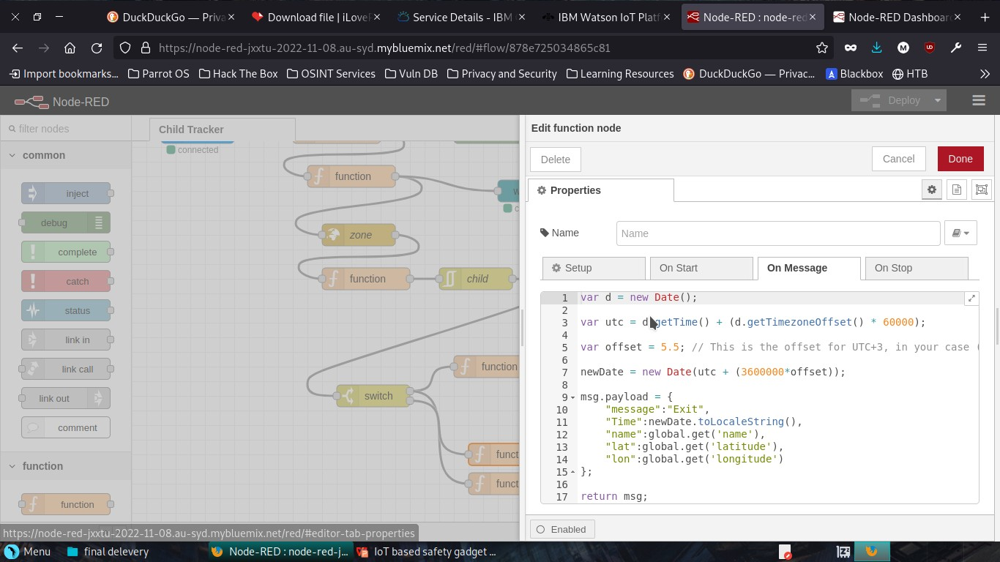 DuckDuckGo — Priva
Download file | iLoveP
Service Details - IBM
IBM Watson IoT Platf
Node-RED : node-red
Node-RED Dashboar
https://node-red-jxxtu-2022-11-08.au-syd.mybluemix.net/red/#flow/878e725034865c81
Import bookmarks...
Parrot OS
Hack The Box
OSINT Services
Vuln DB
Privacy and Security
Learning Resources
DuckDuckGo — Privac...
Blackbox
HTB
Node-RED
Deploy
filter nodes
common
inject
debug
complete
catch
status
link in
link call
link out
comment
function
function
Child Tracker
connected
function
zone
function
child
function
switch
funct
funct
Edit function node
Delete
Cancel
Done
Properties
Name
Name
Setup
On Start
On Message
On Stop
1 var d = new Date();
2
3 var utc = d.getTime() + (d.getTimezoneOffset() * 60000);
4
5 var offset = 5.5; // This is the offset for UTC+3, in your case (
6
7 newDate = new Date(utc + (3600000*offset));
8
9 msg.payload = {
10 "message":"Exit",
11 "Time":newDate.toLocaleString(),
12 "name":global.get('name'),
13 "lat":global.get('latitude'),
14 "lon":global.get('longitude')
15 };
16
17 return msg;
Enabled
https://node-red-jxxtu-2022-11-08.au-syd.mybluemix.net/red/#editor-tab-properties
Menu
final delevery
Node-RED : node-red-j...
IoT based safety gadget ...